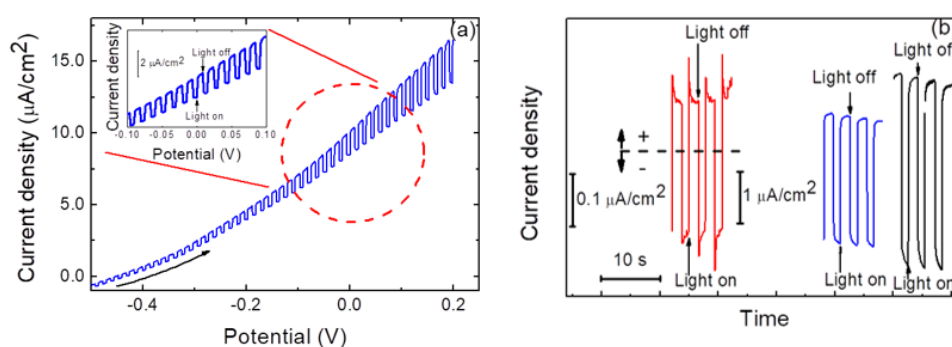 (a)
Current density (μA/cm²)
15.0
10.0
5.0
0.0
-0.4
-0.2
0.0
0.2
Potential (V)
Current density
2 μA/cm²
Light off
Light on
-0.10
-0.05
0.00
0.05
0.10
Potential (V)
(b
Current density
Light off
+
-
0.1 μA/cm²
1 μA/cm²
10 s
Light on
Light off
Light on
Light of
Light on
Time